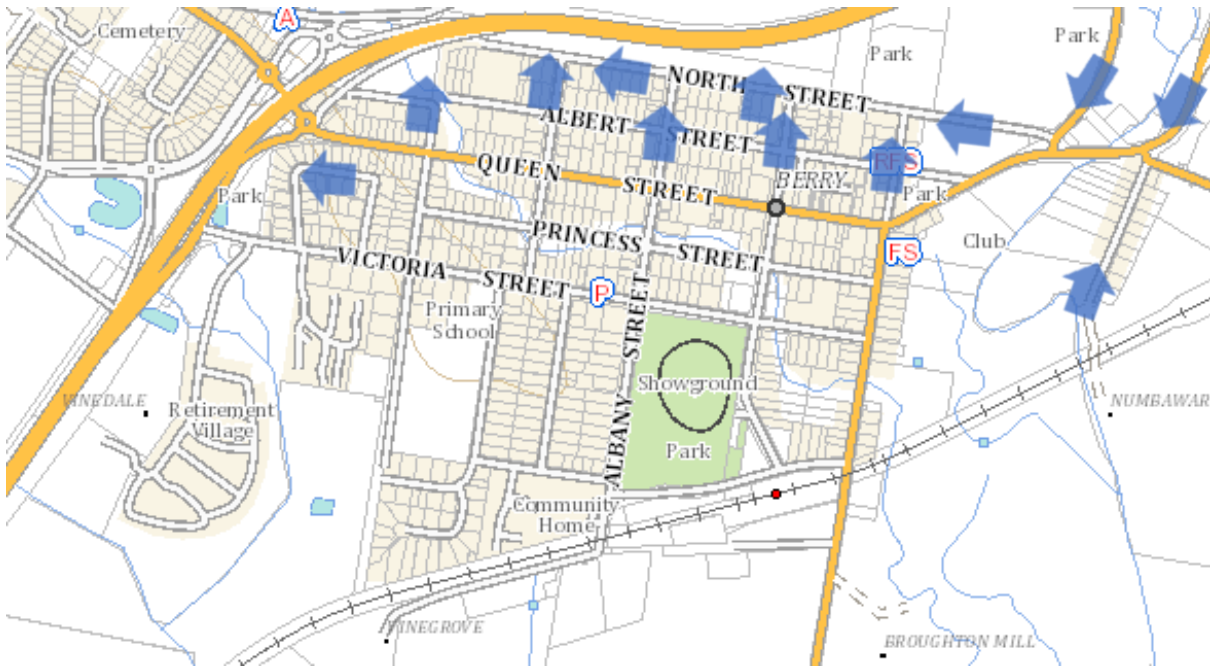 A
Cemetery
Park
Park
NORTH STREET
ALBERT STREET
RFS
QUEEN STREET
BERRY
Park
Park
PRINCESS STREET
Club
FS
VICTORIA STREET
P
Primary
School
ALBANY STREET
Showground
VINEDALE
Retirement
Village
NUMBAWAR
Park
Community
Home
PINEGROVE
BROUGHTON MILL